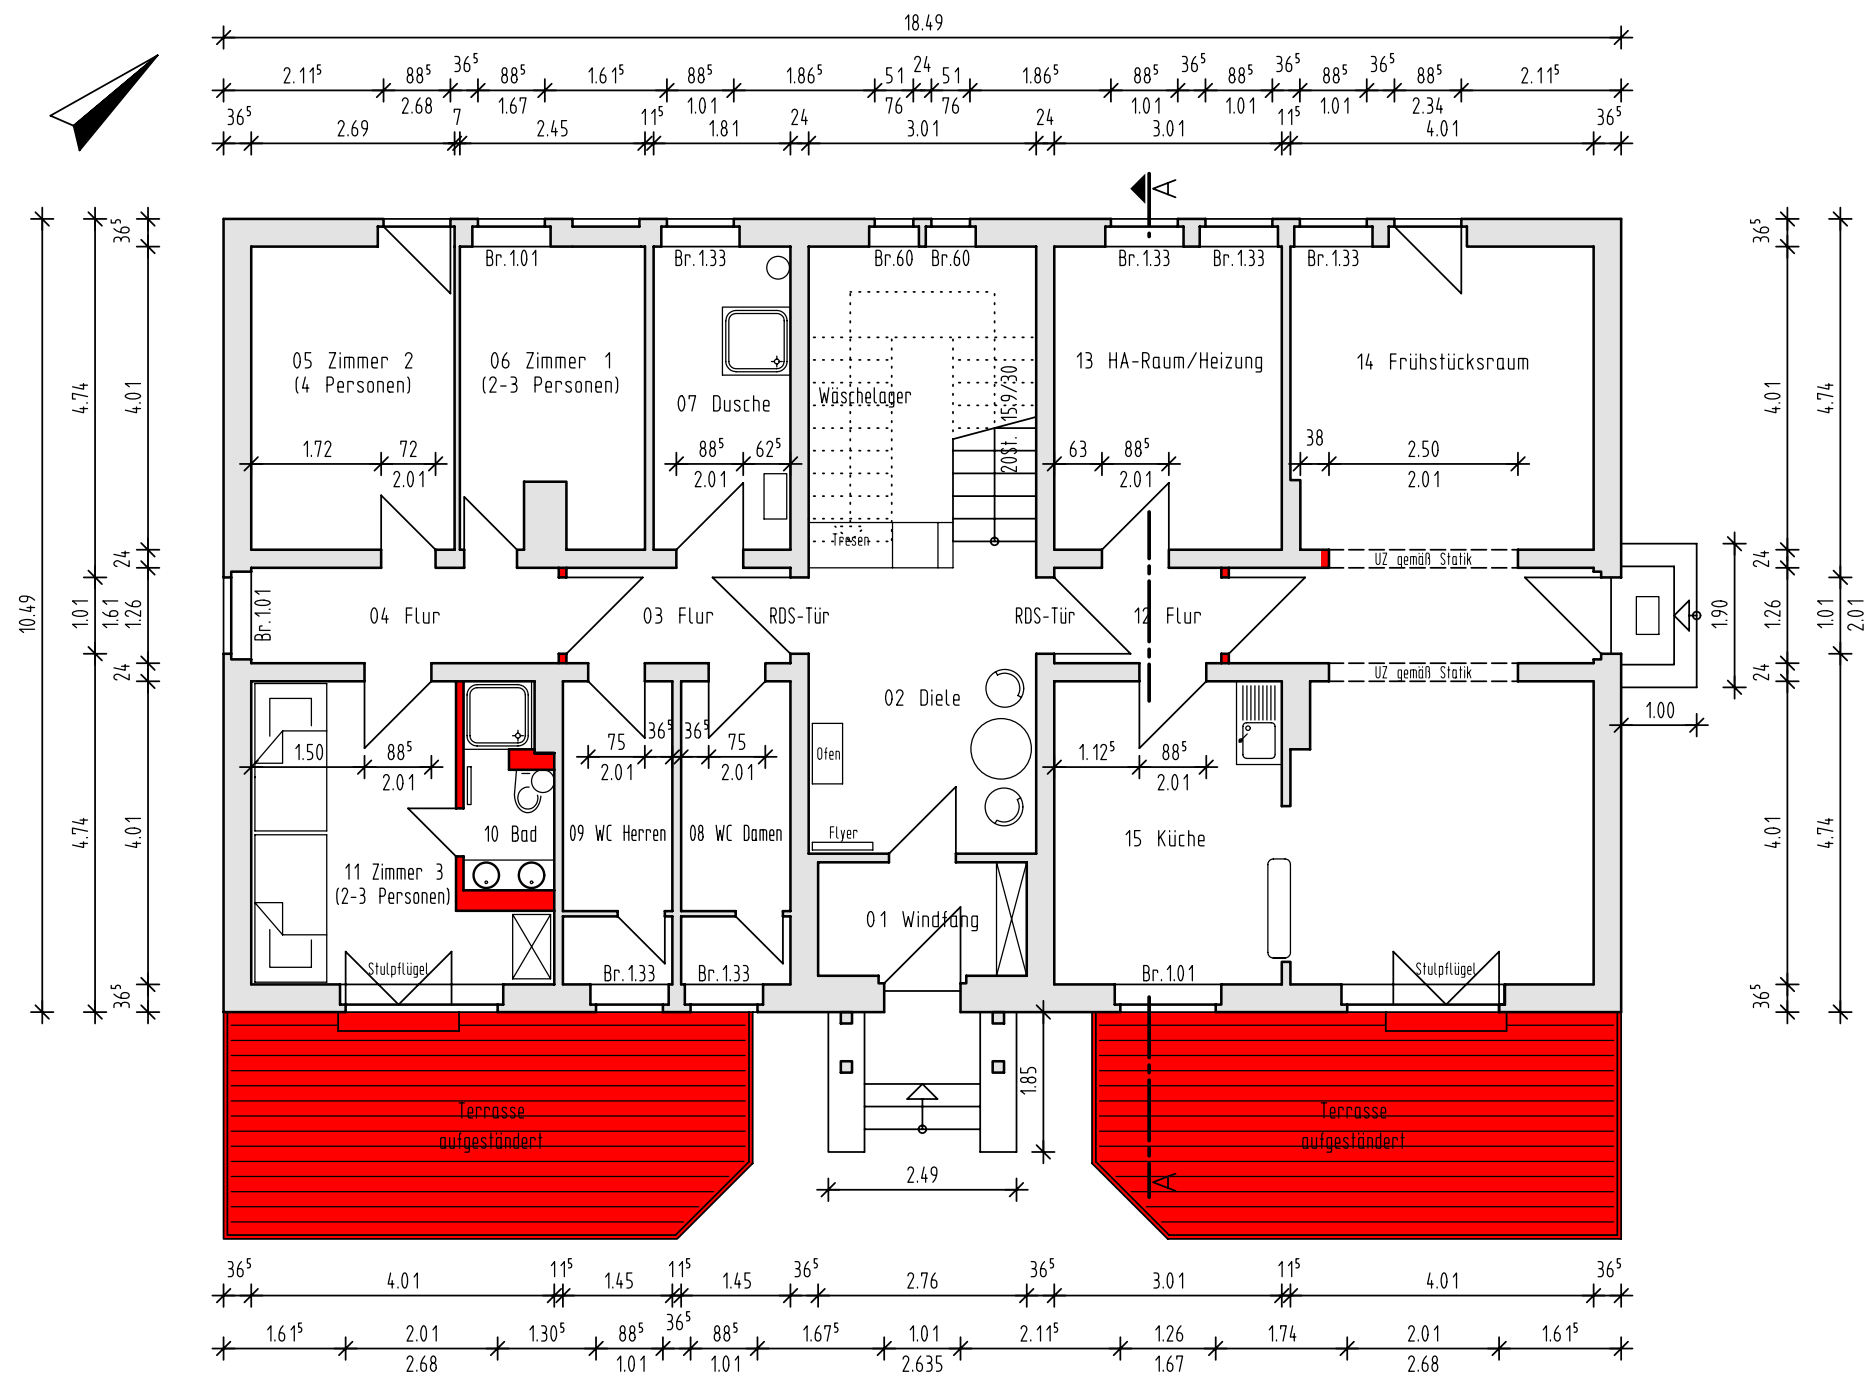 18.49
2.11⁵ 88⁵ 36⁵ 88⁵ 1.61⁵ 88⁵ 1.86⁵ 51 24 51 1.86⁵ 88⁵ 36⁵ 88⁵ 36⁵ 88⁵ 36⁵ 88⁵ 2.11⁵
2.68 1.67 1.01 76 76 1.01 1.01 1.01 2.34
36⁵ 2.69 7 2.45 11⁵ 1.81 24 3.01 24 3.01 11⁵ 4.01 36⁵
A
Br.1.01 Br.1.33 Br.60 Br.60 Br.1.33 Br.1.33 Br.1.33
05 Zimmer 2
(4 Personen)
06 Zimmer 1
(2-3 Personen)
07 Dusche
Wäschelager
20St. 15.9/30
13 HA-Raum/Heizung
14 Frühstücksraum
1.72 72
2.01
88⁵ 62⁵
2.01
63 88⁵
2.01
38 2.50
2.01
Tresen
UZ gemäß Statik
Br.1.01
04 Flur
03 Flur
RDS-Tür
RDS-Tür
12 Flur
UZ gemäß Statik
02 Diele
1.50 88⁵
2.01
75 36⁵
2.01
36⁵ 75
2.01
Ofen
1.12⁵ 88⁵
2.01
10 Bad
09 WC Herren
08 WC Damen
Flyer
15 Küche
11 Zimmer 3
(2-3 Personen)
01 Windfang
Stulpflügel
Br.1.33
Br.1.33
Br.1.01
Stulpflügel
10.49
4.74 1.01 1.61 4.74
36⁵ 4.01 24 1.26 24 4.01 36⁵
36⁵ 4.01 24 1.26 24 4.01 36⁵
4.74 1.01 2.01 4.74
1.90
1.00
Terrasse
aufgeständert
1.85
2.49
Terrasse
aufgeständert
A
36⁵ 4.01 11⁵ 1.45 11⁵ 1.45 36⁵ 2.76 36⁵ 3.01 11⁵ 4.01 36⁵
1.61⁵ 2.01 1.30⁵ 88⁵ 36⁵ 88⁵ 1.67⁵ 1.01 2.11⁵ 1.26 1.74 2.01 1.61⁵
2.68 1.01 1.01 2.635 1.67 2.68